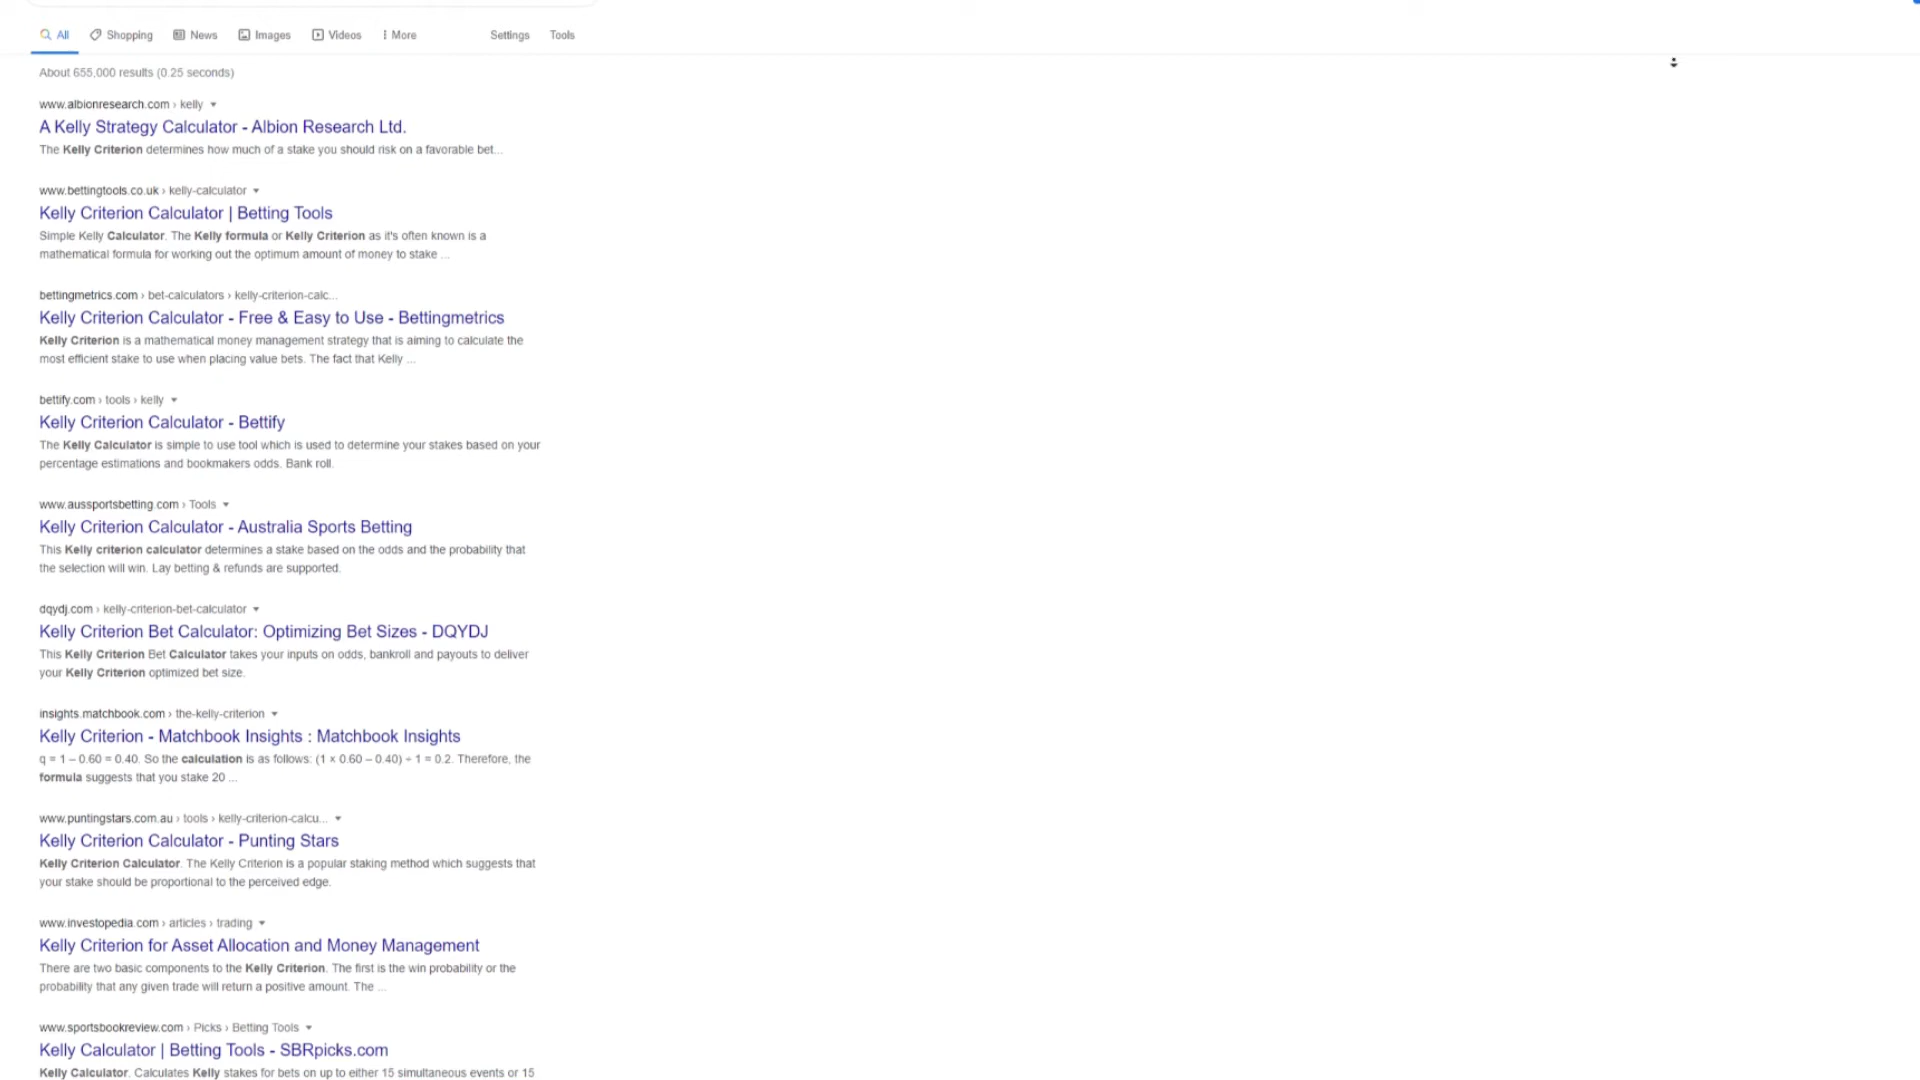 All Shopping News Images Videos More Settings Tools
About 655,000 results (0.25 seconds)
www.albionresearch.com › kelly
A Kelly Strategy Calculator - Albion Research Ltd.
The Kelly Criterion determines how much of a stake you should risk on a favorable bet...
www.bettingtools.co.uk › kelly-calculator
Kelly Criterion Calculator | Betting Tools
Simple Kelly Calculator. The Kelly formula or Kelly Criterion as it's often known is a
mathematical formula for working out the optimum amount of money to stake ...
bettingmetrics.com › bet-calculators › kelly-criterion-calc...
Kelly Criterion Calculator - Free & Easy to Use - Bettingmetrics
Kelly Criterion is a mathematical money management strategy that is aiming to calculate the
most efficient stake to use when placing value bets. The fact that Kelly ...
bettify.com › tools › kelly
Kelly Criterion Calculator - Bettify
The Kelly Calculator is simple to use tool which is used to determine your stakes based on your
percentage estimations and bookmakers odds. Bank roll.
www.aussportsbetting.com › Tools
Kelly Criterion Calculator - Australia Sports Betting
This Kelly criterion calculator determines a stake based on the odds and the probability that
the selection will win. Lay betting & refunds are supported.
dqydj.com › kelly-criterion-bet-calculator
Kelly Criterion Bet Calculator: Optimizing Bet Sizes - DQYDJ
This Kelly Criterion Bet Calculator takes your inputs on odds, bankroll and payouts to deliver
your Kelly Criterion optimized bet size.
insights.matchbook.com › the-kelly-criterion
Kelly Criterion - Matchbook Insights : Matchbook Insights
q = 1 – 0.60 = 0.40. So the calculation is as follows: (1 × 0.60 – 0.40) ÷ 1 = 0.2. Therefore, the
formula suggests that you stake 20 ...
www.puntingstars.com.au › tools › kelly-criterion-calcu...
Kelly Criterion Calculator - Punting Stars
Kelly Criterion Calculator. The Kelly Criterion is a popular staking method which suggests that
your stake should be proportional to the perceived edge.
www.investopedia.com › articles › trading
Kelly Criterion for Asset Allocation and Money Management
There are two basic components to the Kelly Criterion. The first is the win probability or the
probability that any given trade will return a positive amount. The ...
www.sportsbookreview.com › Picks › Betting Tools
Kelly Calculator | Betting Tools - SBRpicks.com
Kelly Calculator. Calculates Kelly stakes for bets on up to either 15 simultaneous events or 15